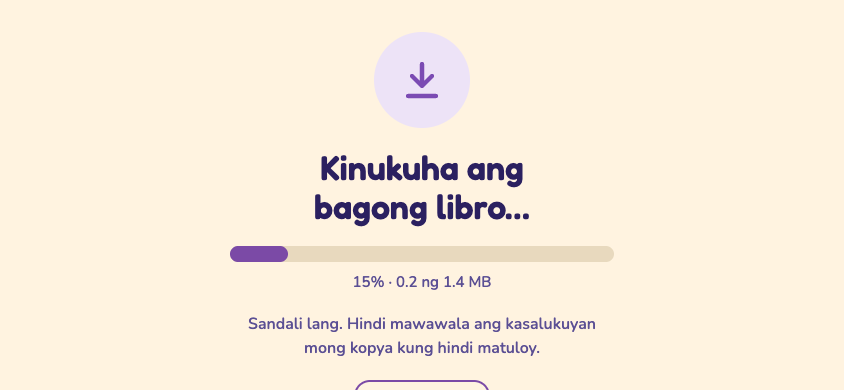 Kinukuha ang
bagong libro...
15% · 0.2 ng 1.4 MB
Sandali lang. Hindi mawawala ang kasalukuyan
mong kopya kung hindi matuloy.